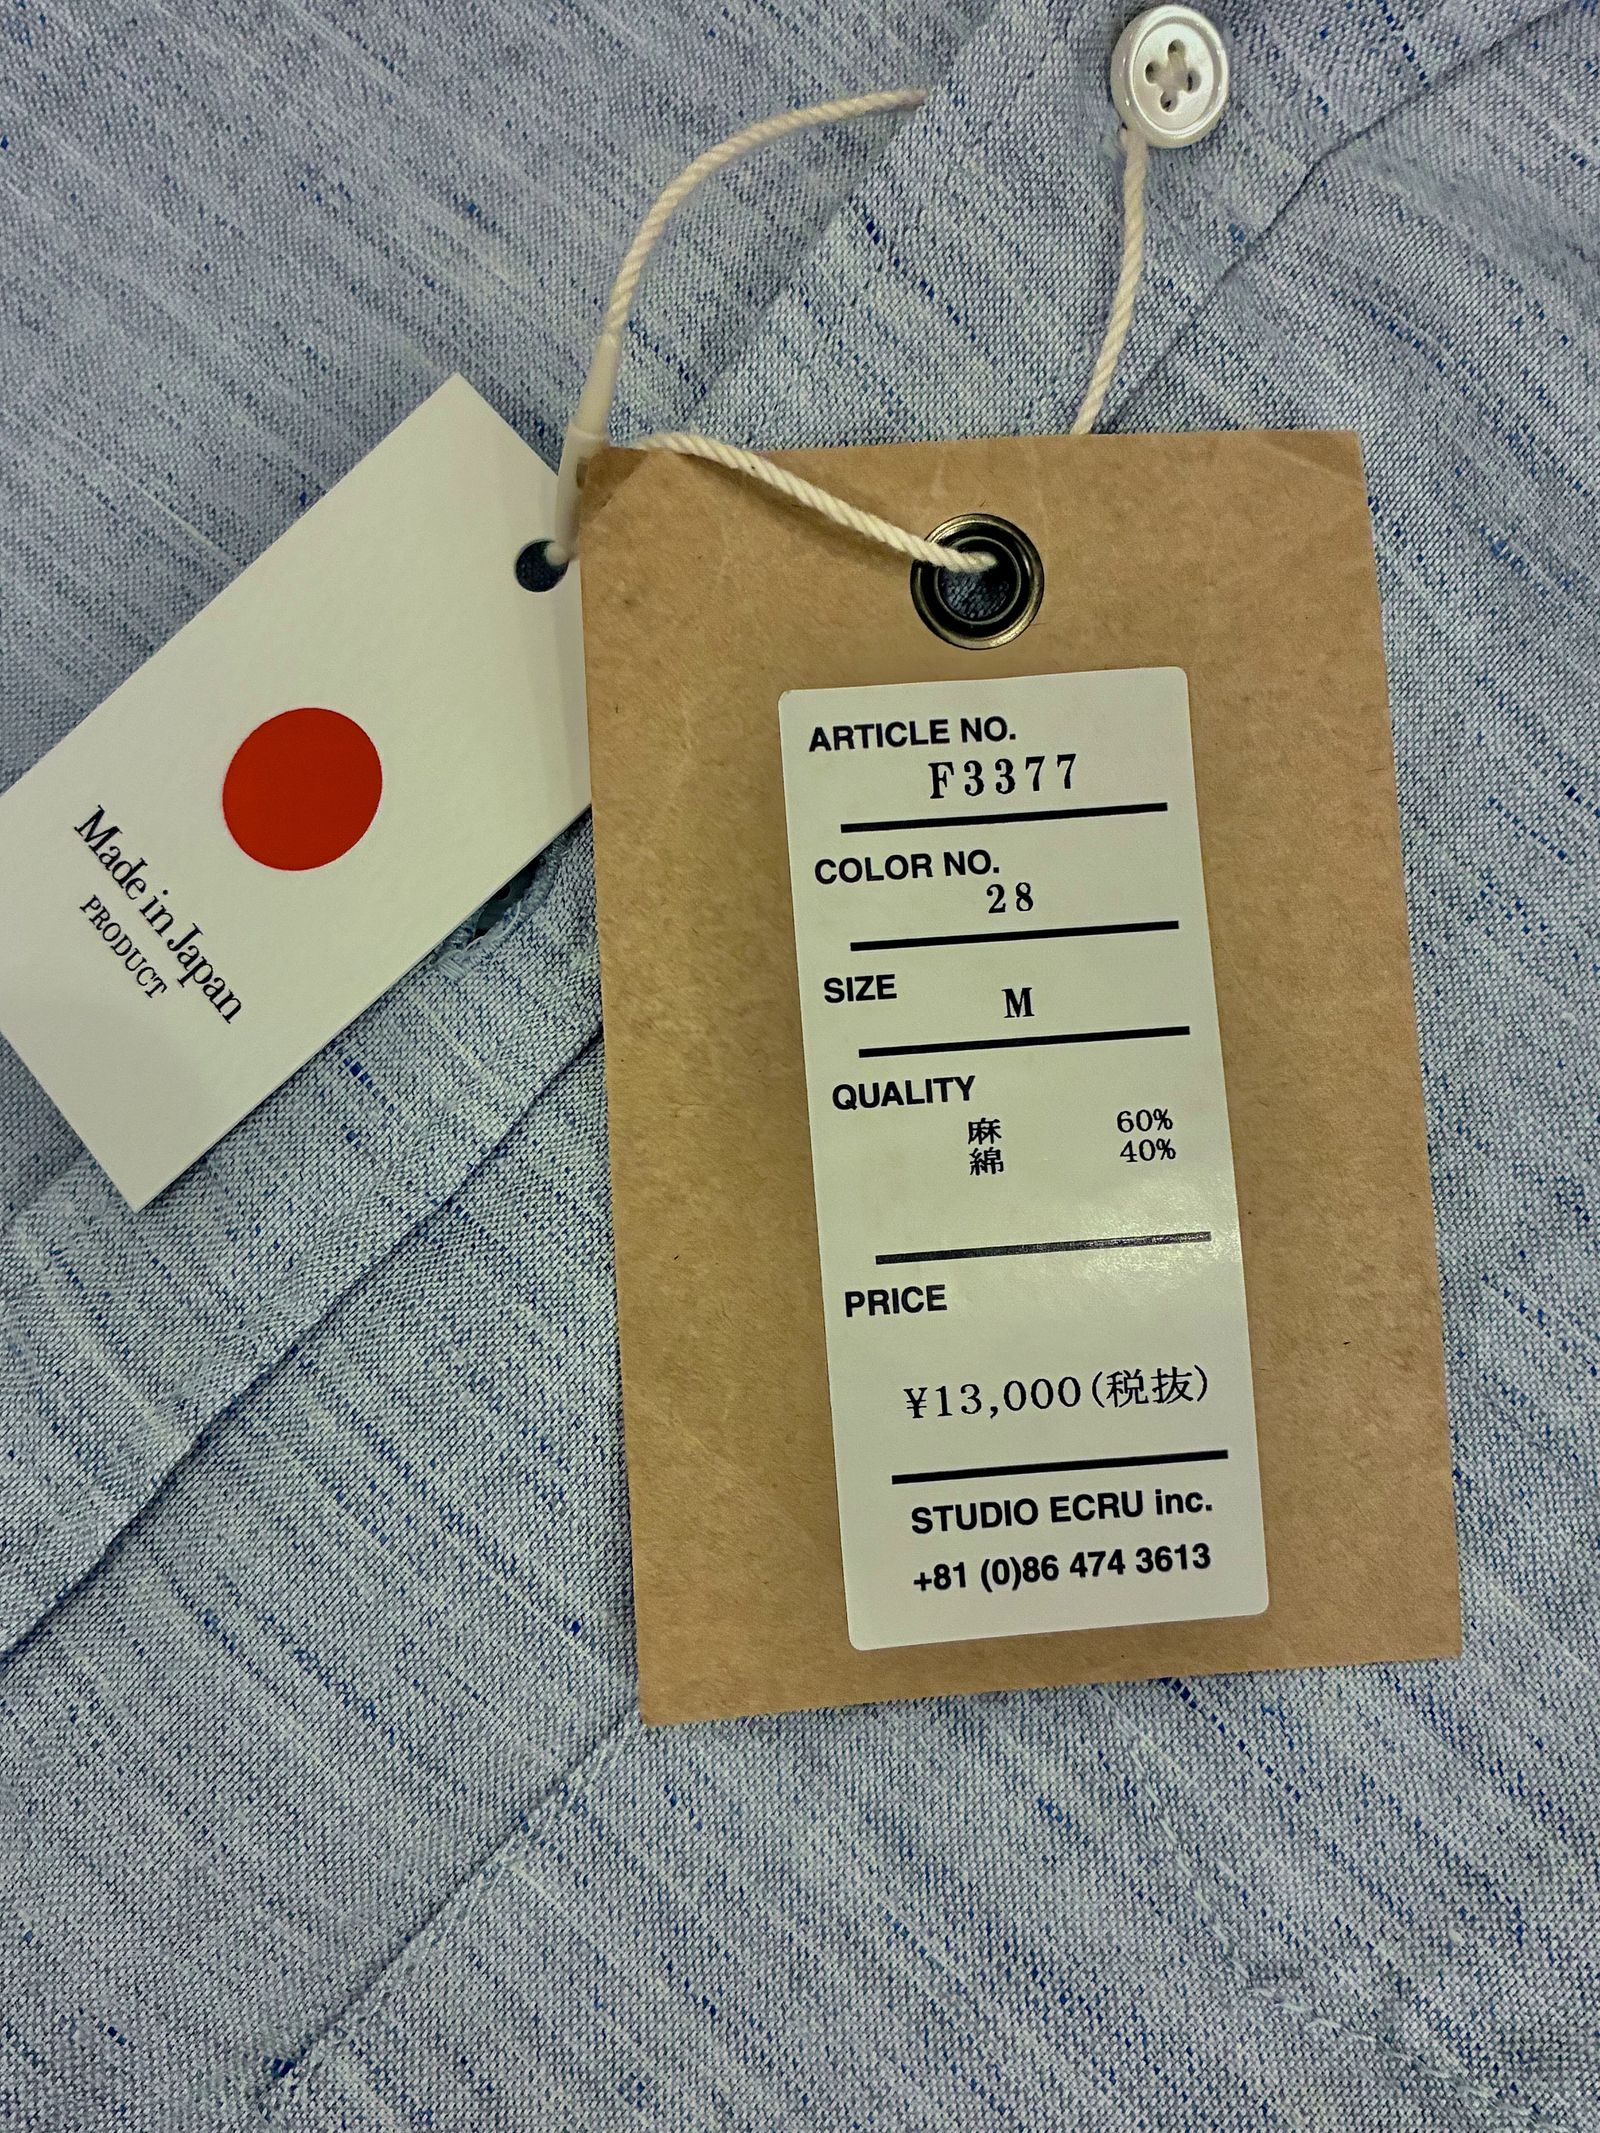 Made in Japan
PRODUCT
ARTICLE NO.
F3377
COLOR NO.
28
SIZE
M
QUALITY
麻 60%
綿 40%
PRICE
¥13,000(税抜)
STUDIO ECRU inc.
+81 (0)86 474 3613